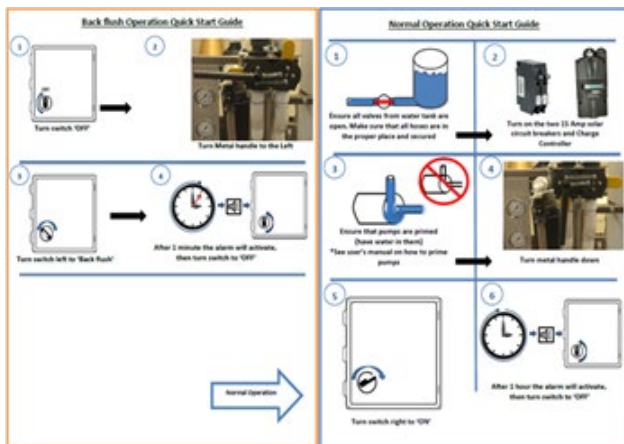 Back flush Operation Quick Start Guide
1
OFF
Turn switch 'OFF'
2
Turn Metal handle to the Left
3
Turn switch left to 'Back flush'
4
After 1 minute the alarm will activate,
then turn switch to 'OFF'
Normal Operation
Normal Operation Quick Start Guide
1
Ensure all valves from water tank are
open. Make sure that all hoses are in
the proper place and secured
2
Turn on the two 15 Amp solar
circuit breakers and Charge
Controller
3
Ensure that pumps are primed
(have water in them)
*See user's manual on how to prime
pumps
4
Turn metal handle down
5
Turn switch right to 'ON'
6
After 1 hour the alarm will activate,
then turn switch to 'OFF'